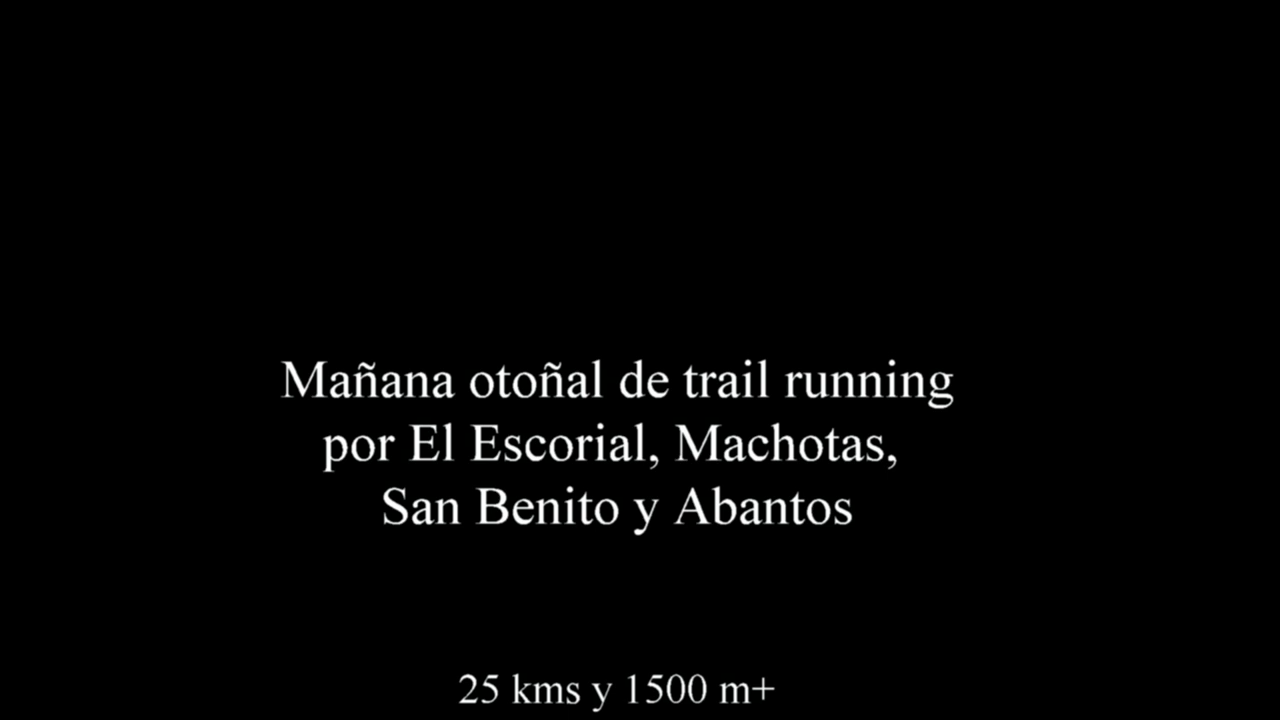 Mañana otoñal de trail running
por El Escorial, Machotas,
San Benito y Abantos
25 kms y 1500 m+